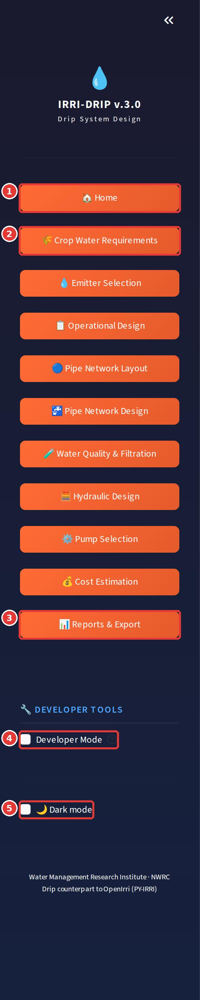 IRRI-DRIP v.3.0
Drip System Design
1
Home
2
Crop Water Requirements
Emitter Selection
Operational Design
Pipe Network Layout
Pipe Network Design
Water Quality & Filtration
Hydraulic Design
Pump Selection
Cost Estimation
3
Reports & Export
DEVELOPER TOOLS
4
Developer Mode
5
Dark mode
Water Management Research Institute · NWRC
Drip counterpart to OpenIrri (PY-IRRI)